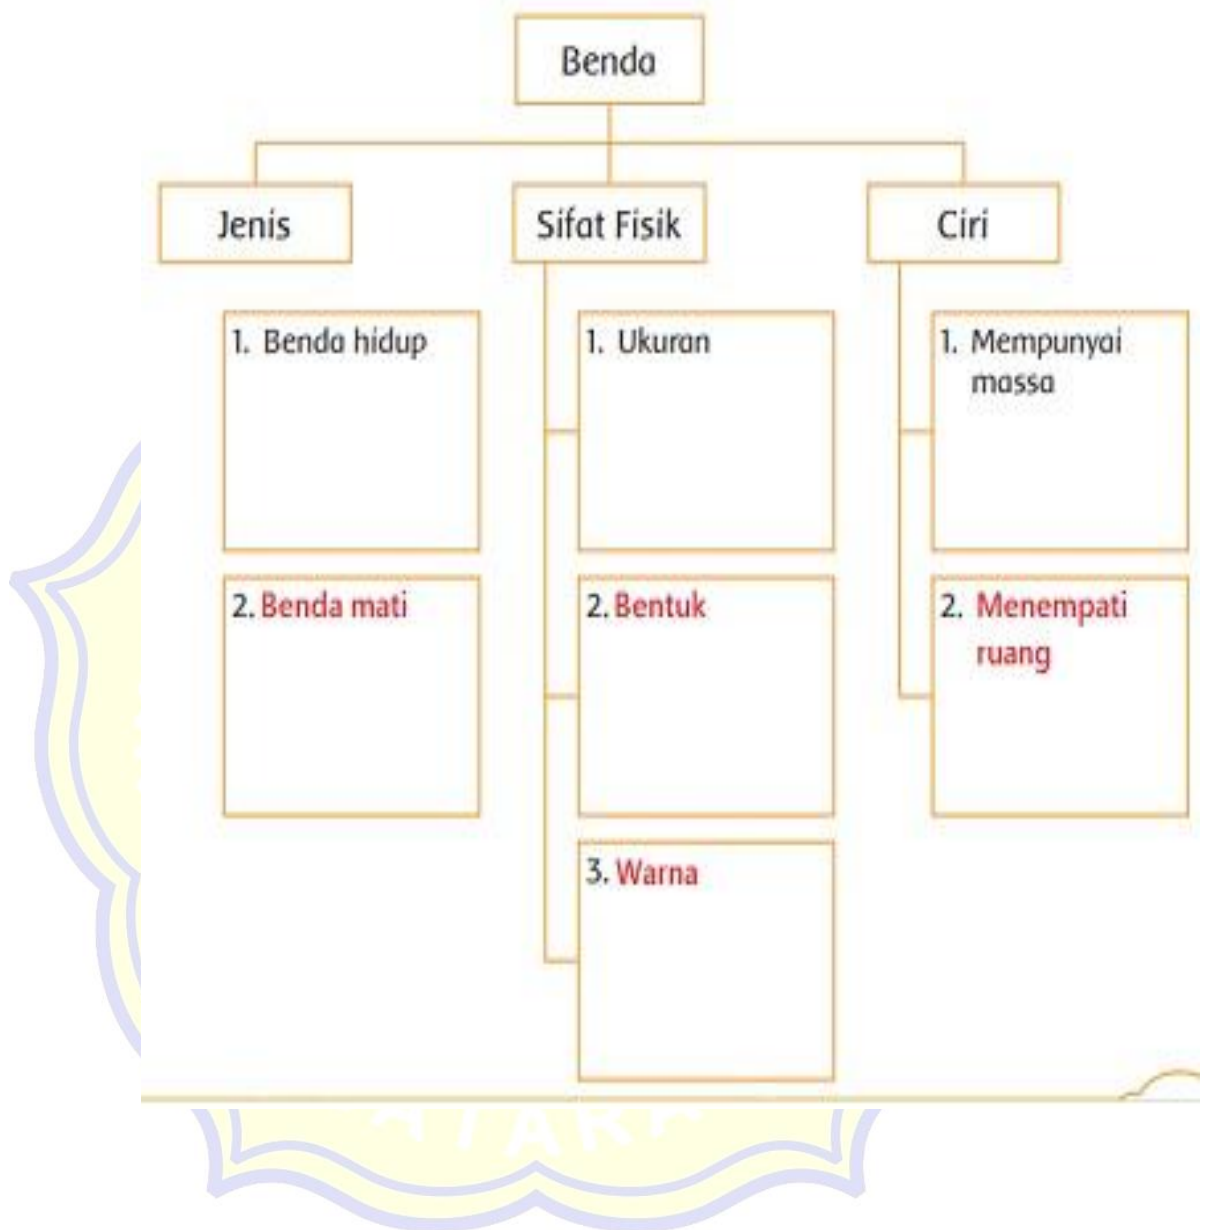 Benda
Jenis
Sifat Fisik
Ciri
1. Benda hidup
1. Ukuran
1. Mempunyai
massa
2. Benda mati
2. Bentuk
2. Menempati
ruang
3. Warna
ATARA